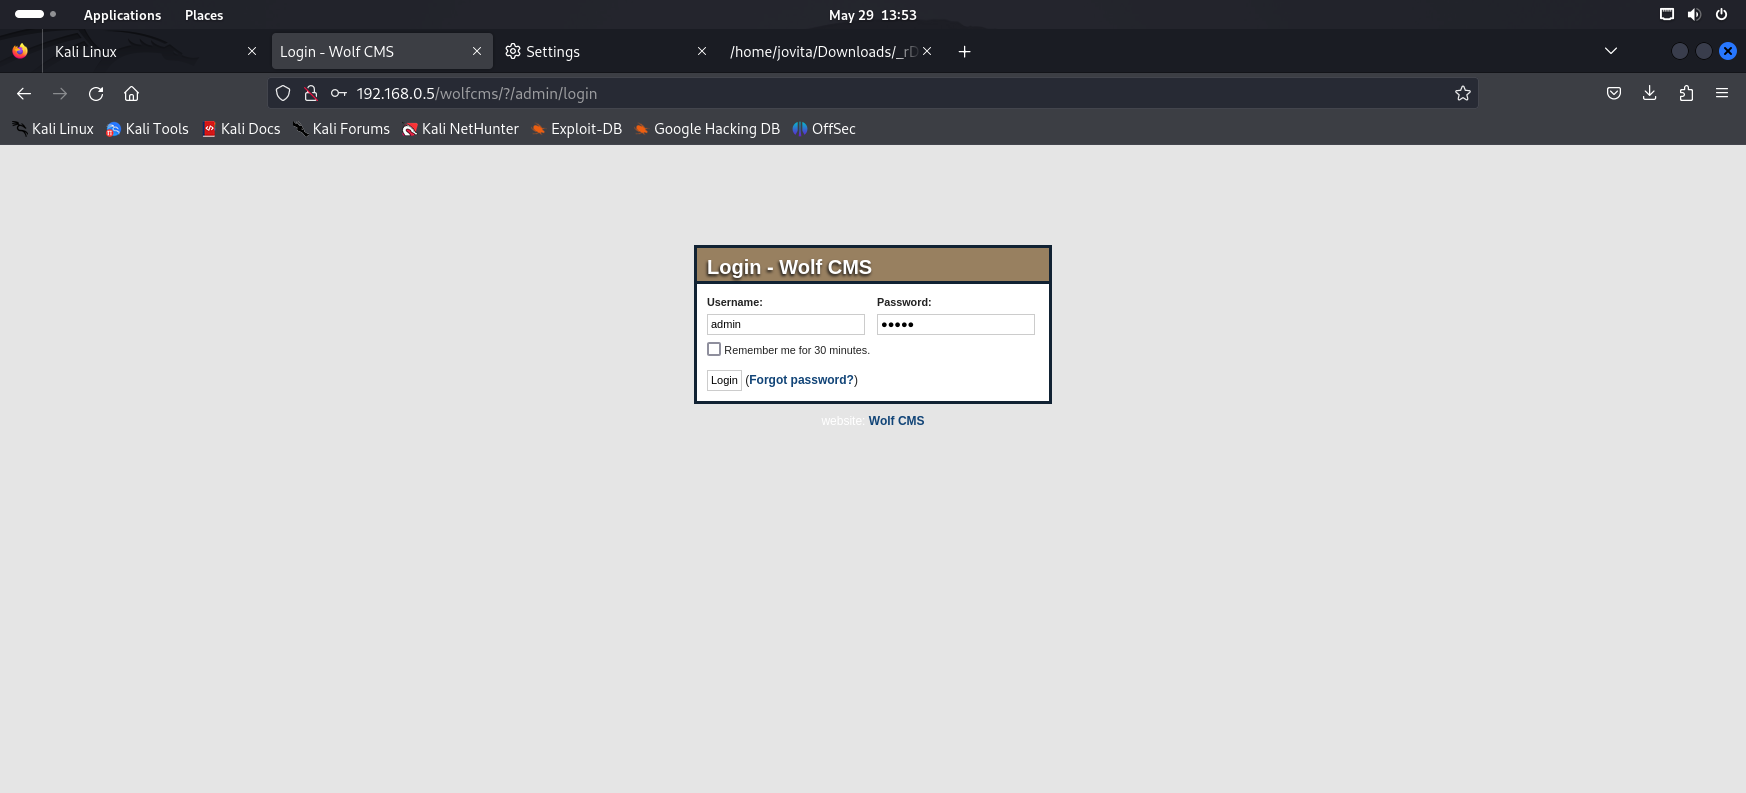 Applications Places May 29 13:53
Kali Linux Login - Wolf CMS Settings /home/jovita/Downloads/_rD
192.168.0.5/wolfcms/?/admin/login
Kali Linux Kali Tools Kali Docs Kali Forums Kali NetHunter Exploit-DB Google Hacking DB OffSec
Login - Wolf CMS
Username: Password:
admin •••••
Remember me for 30 minutes.
Login (Forgot password?)
website: Wolf CMS